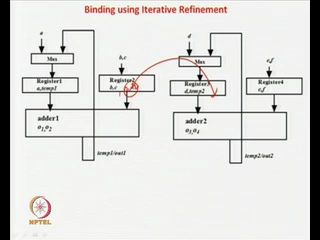 Binding using Iterative Refinement
a
b,c
d
e,f
Mux
Mux
Register1
a,temp1
Register2
b,c
Register3
d,temp2
Register4
e,f
adder1
o1,o2
adder2
o3,o4
temp1/out1
temp2/out2
NPTEL